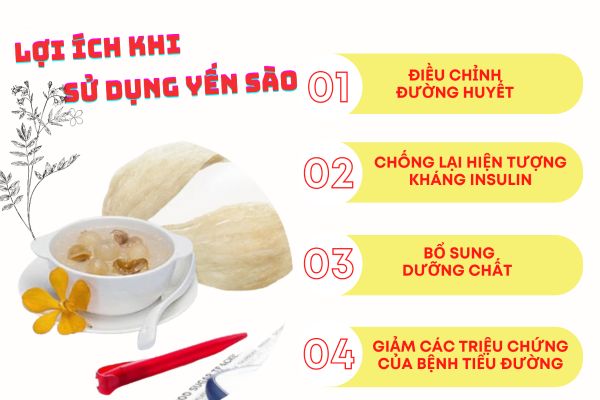 LỢI ÍCH KHI
SỬ DỤNG YẾN SÀO
01
ĐIỀU CHỈNH
ĐƯỜNG HUYẾT
02
CHỐNG LẠI HIỆN TƯỢNG
KHÁNG INSULIN
03
BỔ SUNG
DƯỠNG CHẤT
04
GIẢM CÁC TRIỆU CHỨNG
CỦA BỆNH TIỂU ĐƯỜNG